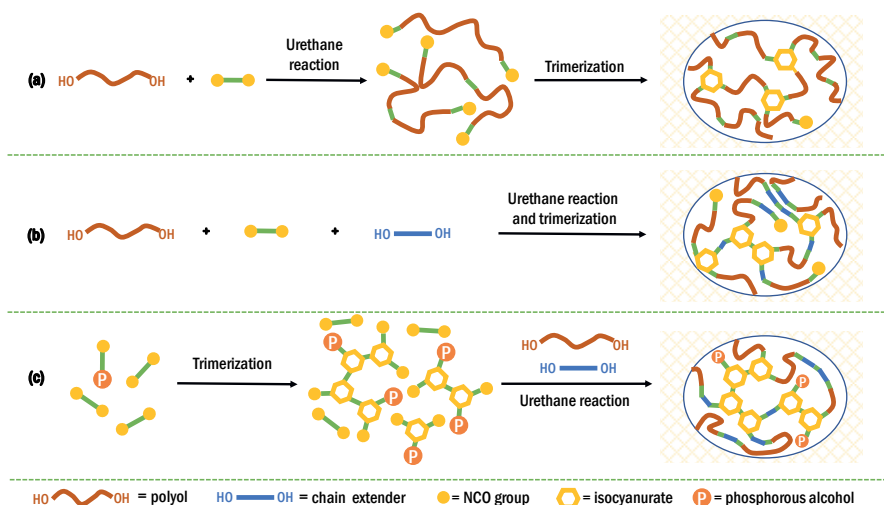 (a) HO OH + Urethane reaction Trimerization
(b) HO OH + + HO OH Urethane reaction and trimerization
(c) P Trimerization P P P P HO OH HO OH Urethane reaction P P P
HO OH = polyol HO OH = chain extender = NCO group = isocyanurate P = phosphorous alcohol